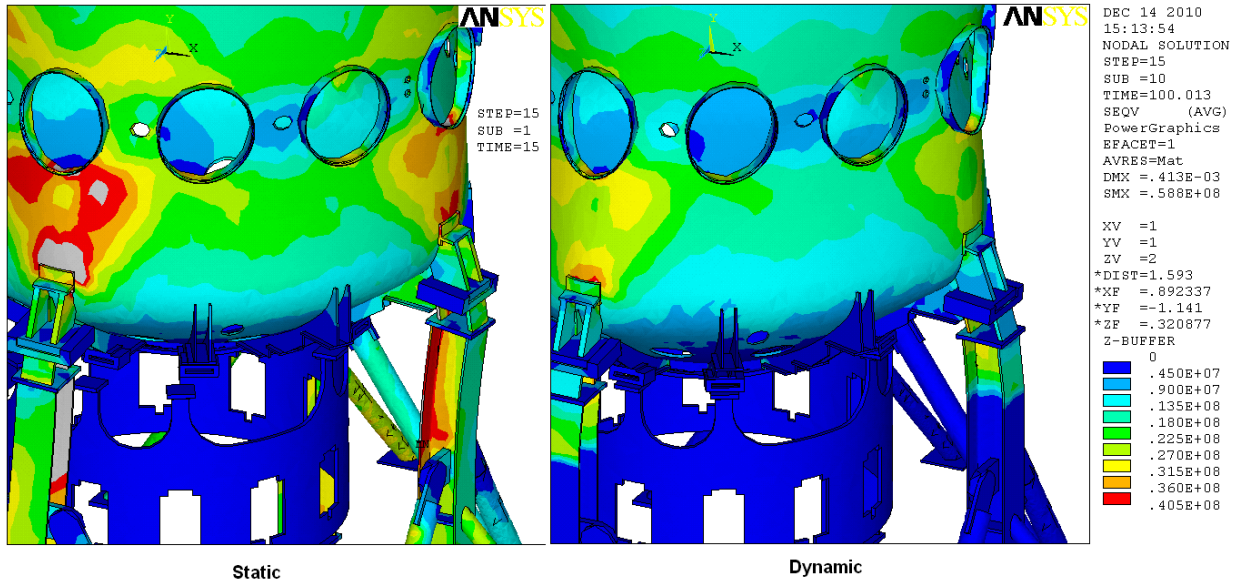 ANSYS
Y
X
STEP=15
SUB =1
TIME=15
Static
ANSYS
Y
X
Dynamic
DEC 14 2010
15:13:54
NODAL SOLUTION
STEP=15
SUB =10
TIME=100.013
SEQV (AVG)
PowerGraphics
EFACET=1
AVRES=Mat
DMX =.413E-03
SMX =.588E+08
XV =1
YV =1
ZV =2
*DIST=1.593
*XF =.892337
*YF =-1.141
*ZF =.320877
Z-BUFFER
0
.450E+07
.900E+07
.135E+08
.180E+08
.225E+08
.270E+08
.315E+08
.360E+08
.405E+08